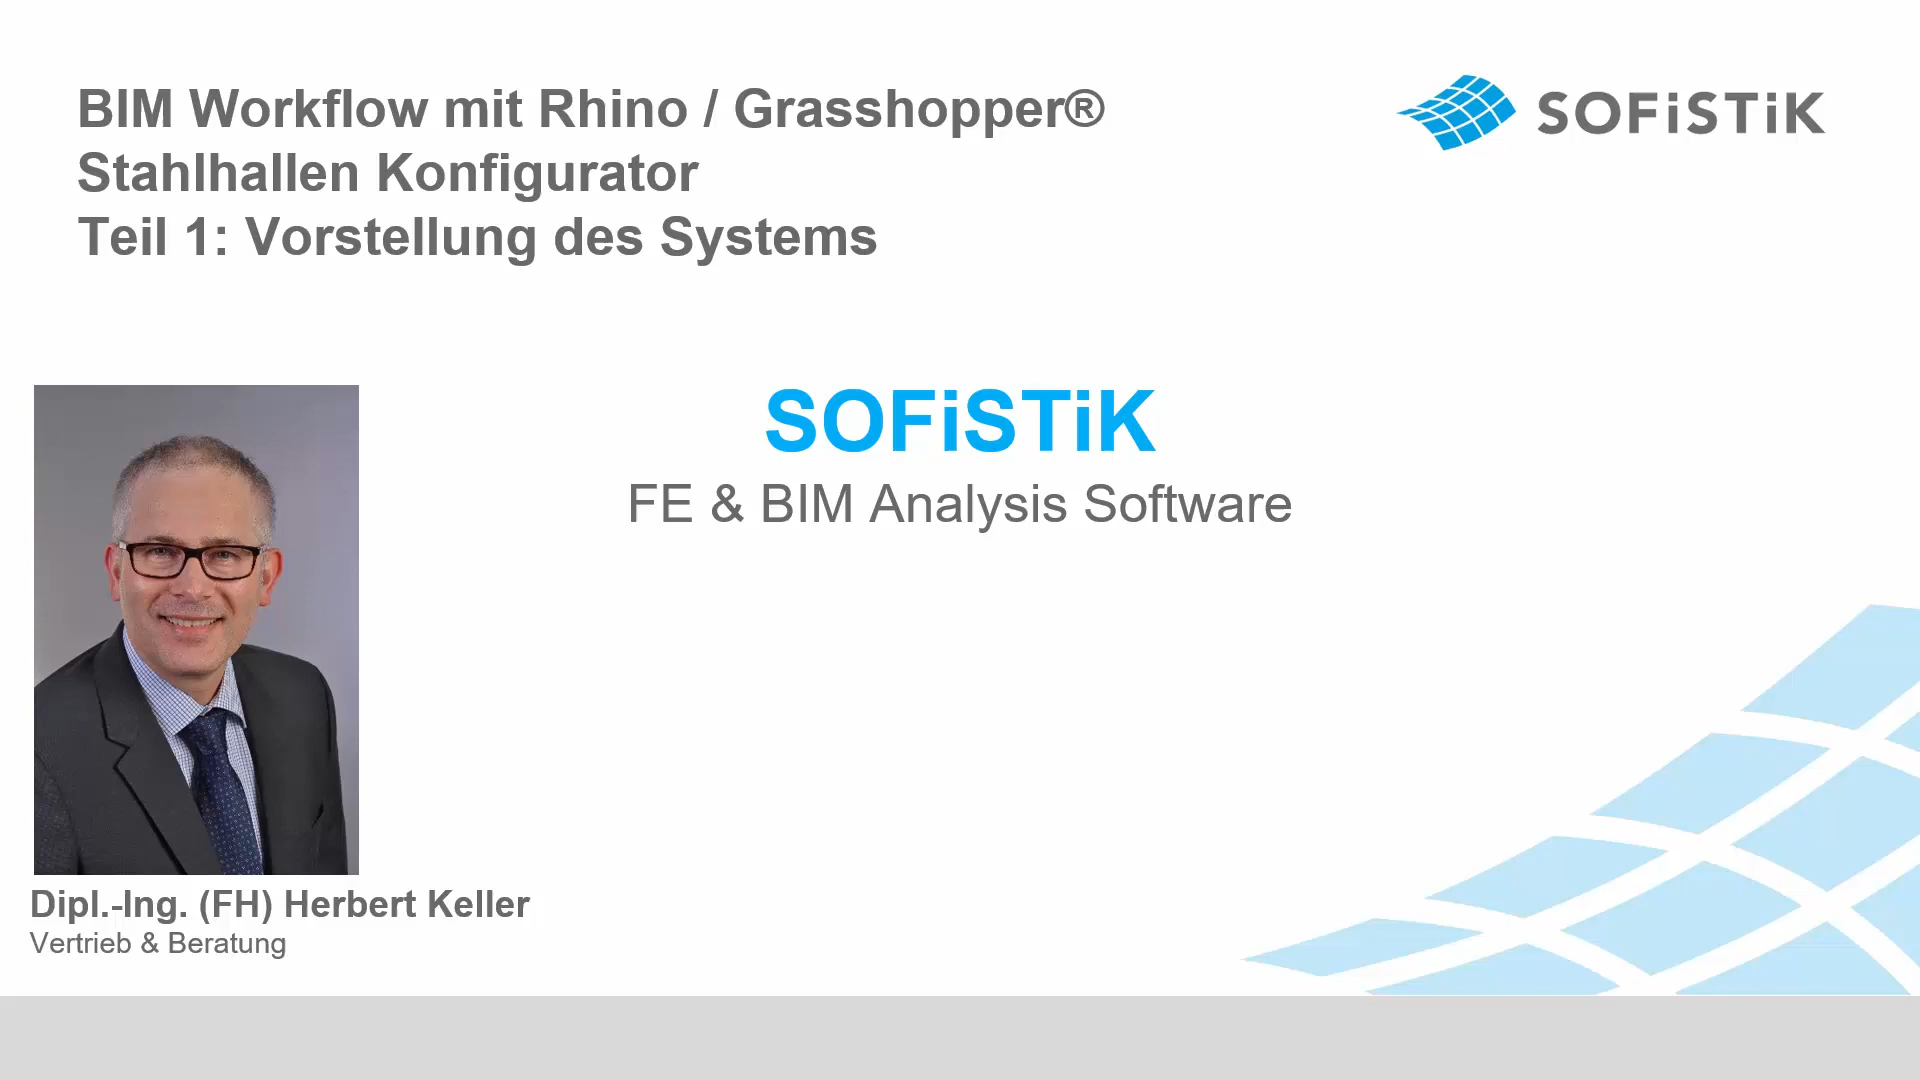 BIM Workflow mit Rhino / Grasshopper®
Stahlhallen Konfigurator
Teil 1: Vorstellung des Systems
SOFiSTiK
SOFiSTiK
FE & BIM Analysis Software
Dipl.-Ing. (FH) Herbert Keller
Vertrieb & Beratung